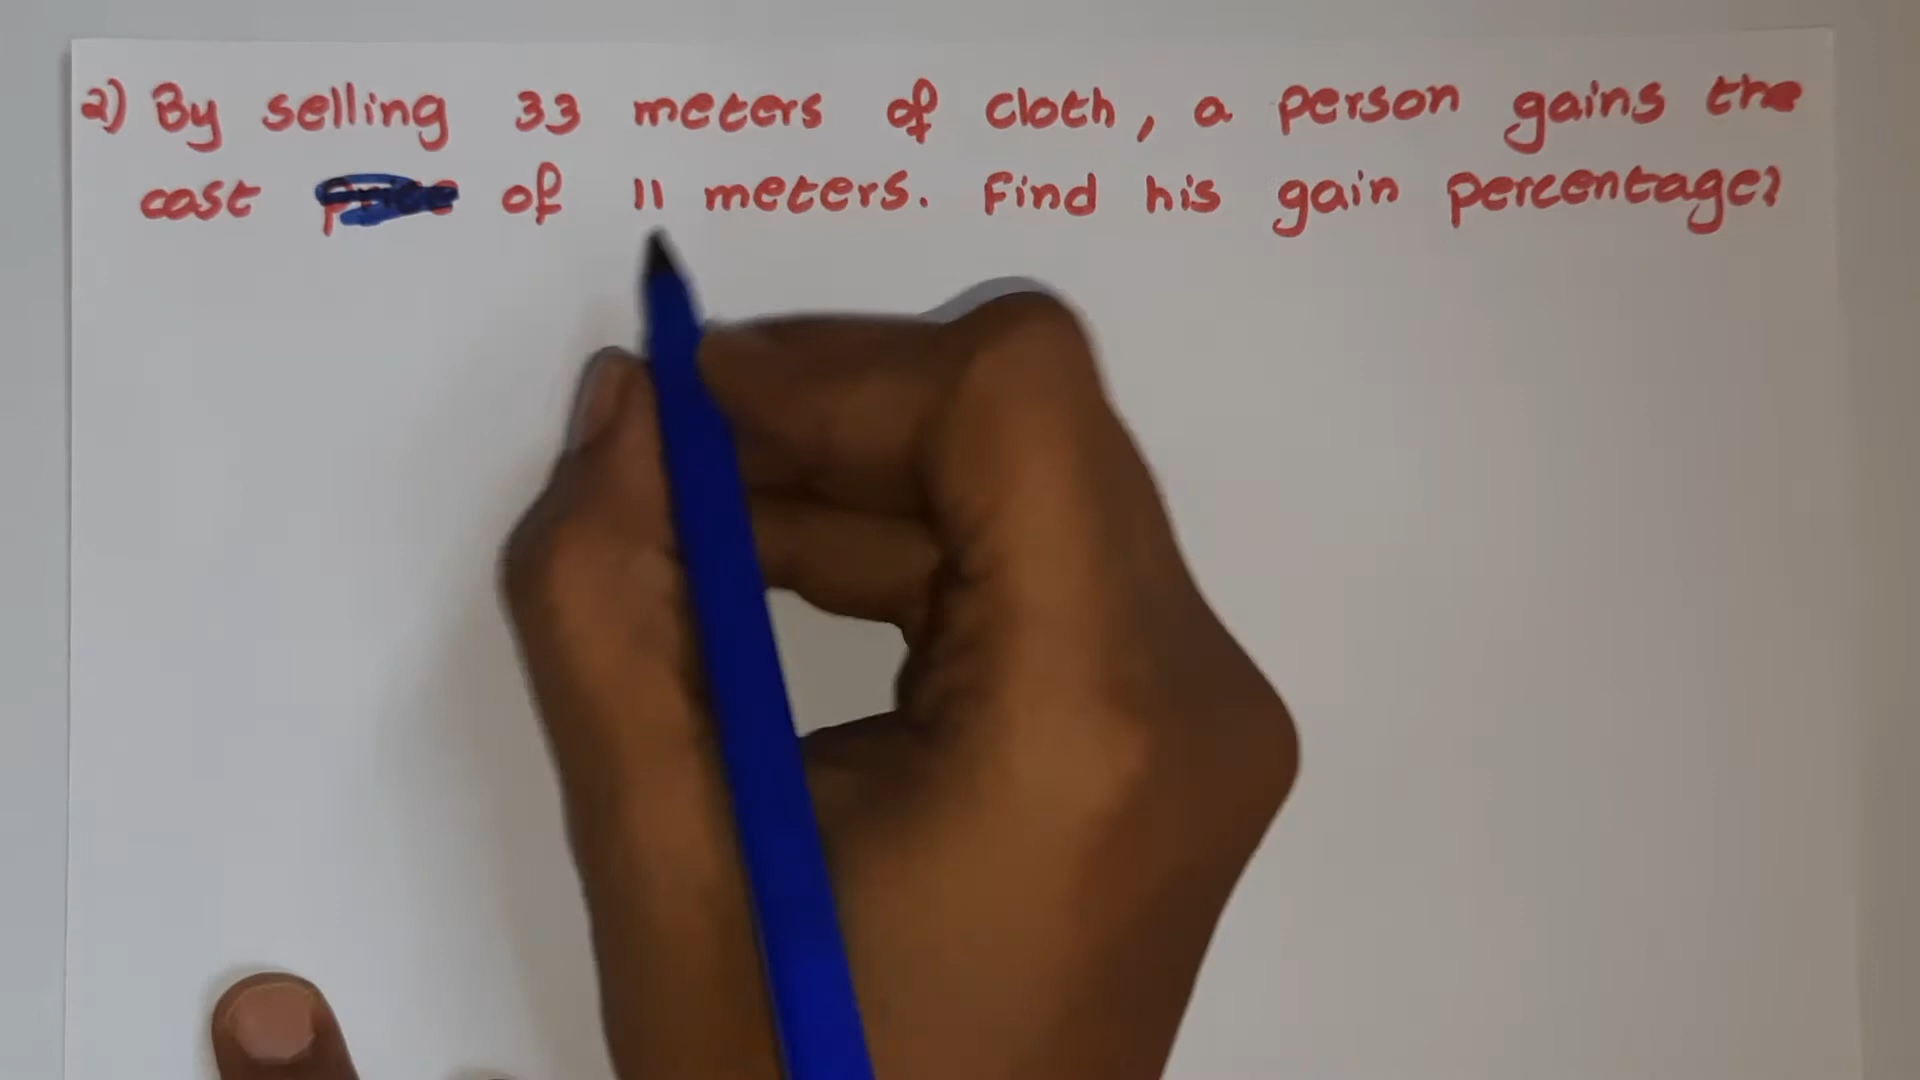 2) By selling 33 meters of cloth, a person gains the
cost of 11 meters. Find his gain percentage?